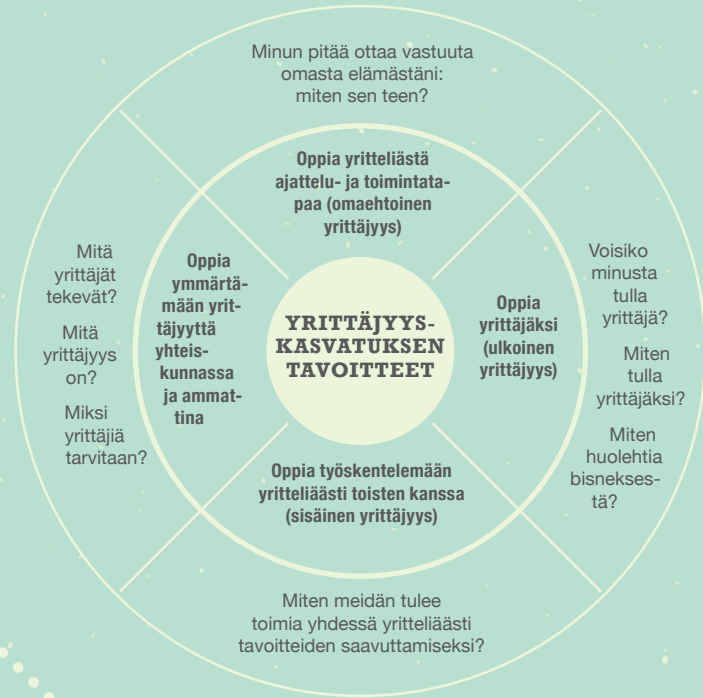 Minun pitää ottaa vastuuta
omasta elämästäni:
miten sen teen?
Oppia yritteliästä
ajattelu- ja toimintata-
paa (omaehtoinen
yrittäjyys)
Mitä
yrittäjät
tekevät?
Mitä
yrittäjyys
on?
Miksi
yrittäjiä
tarvitaan?
Oppia
ymmärtä-
mään yrit-
täjyyttä
yhteis-
kunnassa
ja ammat-
tina
YRITTÄJYYS-
KASVATUKSEN
TAVOITTEET
Oppia
yrittäjäksi
(ulkoinen
yrittäjyys)
Voisiko
minusta
tulla
yrittäjä?
Miten
tulla
yrittäjäksi?
Miten
huolehtia
bisnekses-
tä?
Oppia työskentelemään
yritteliäästi toisten kanssa
(sisäinen yrittäjyys)
Miten meidän tulee
toimia yhdessä yritteliäästi
tavoitteiden saavuttamiseksi?